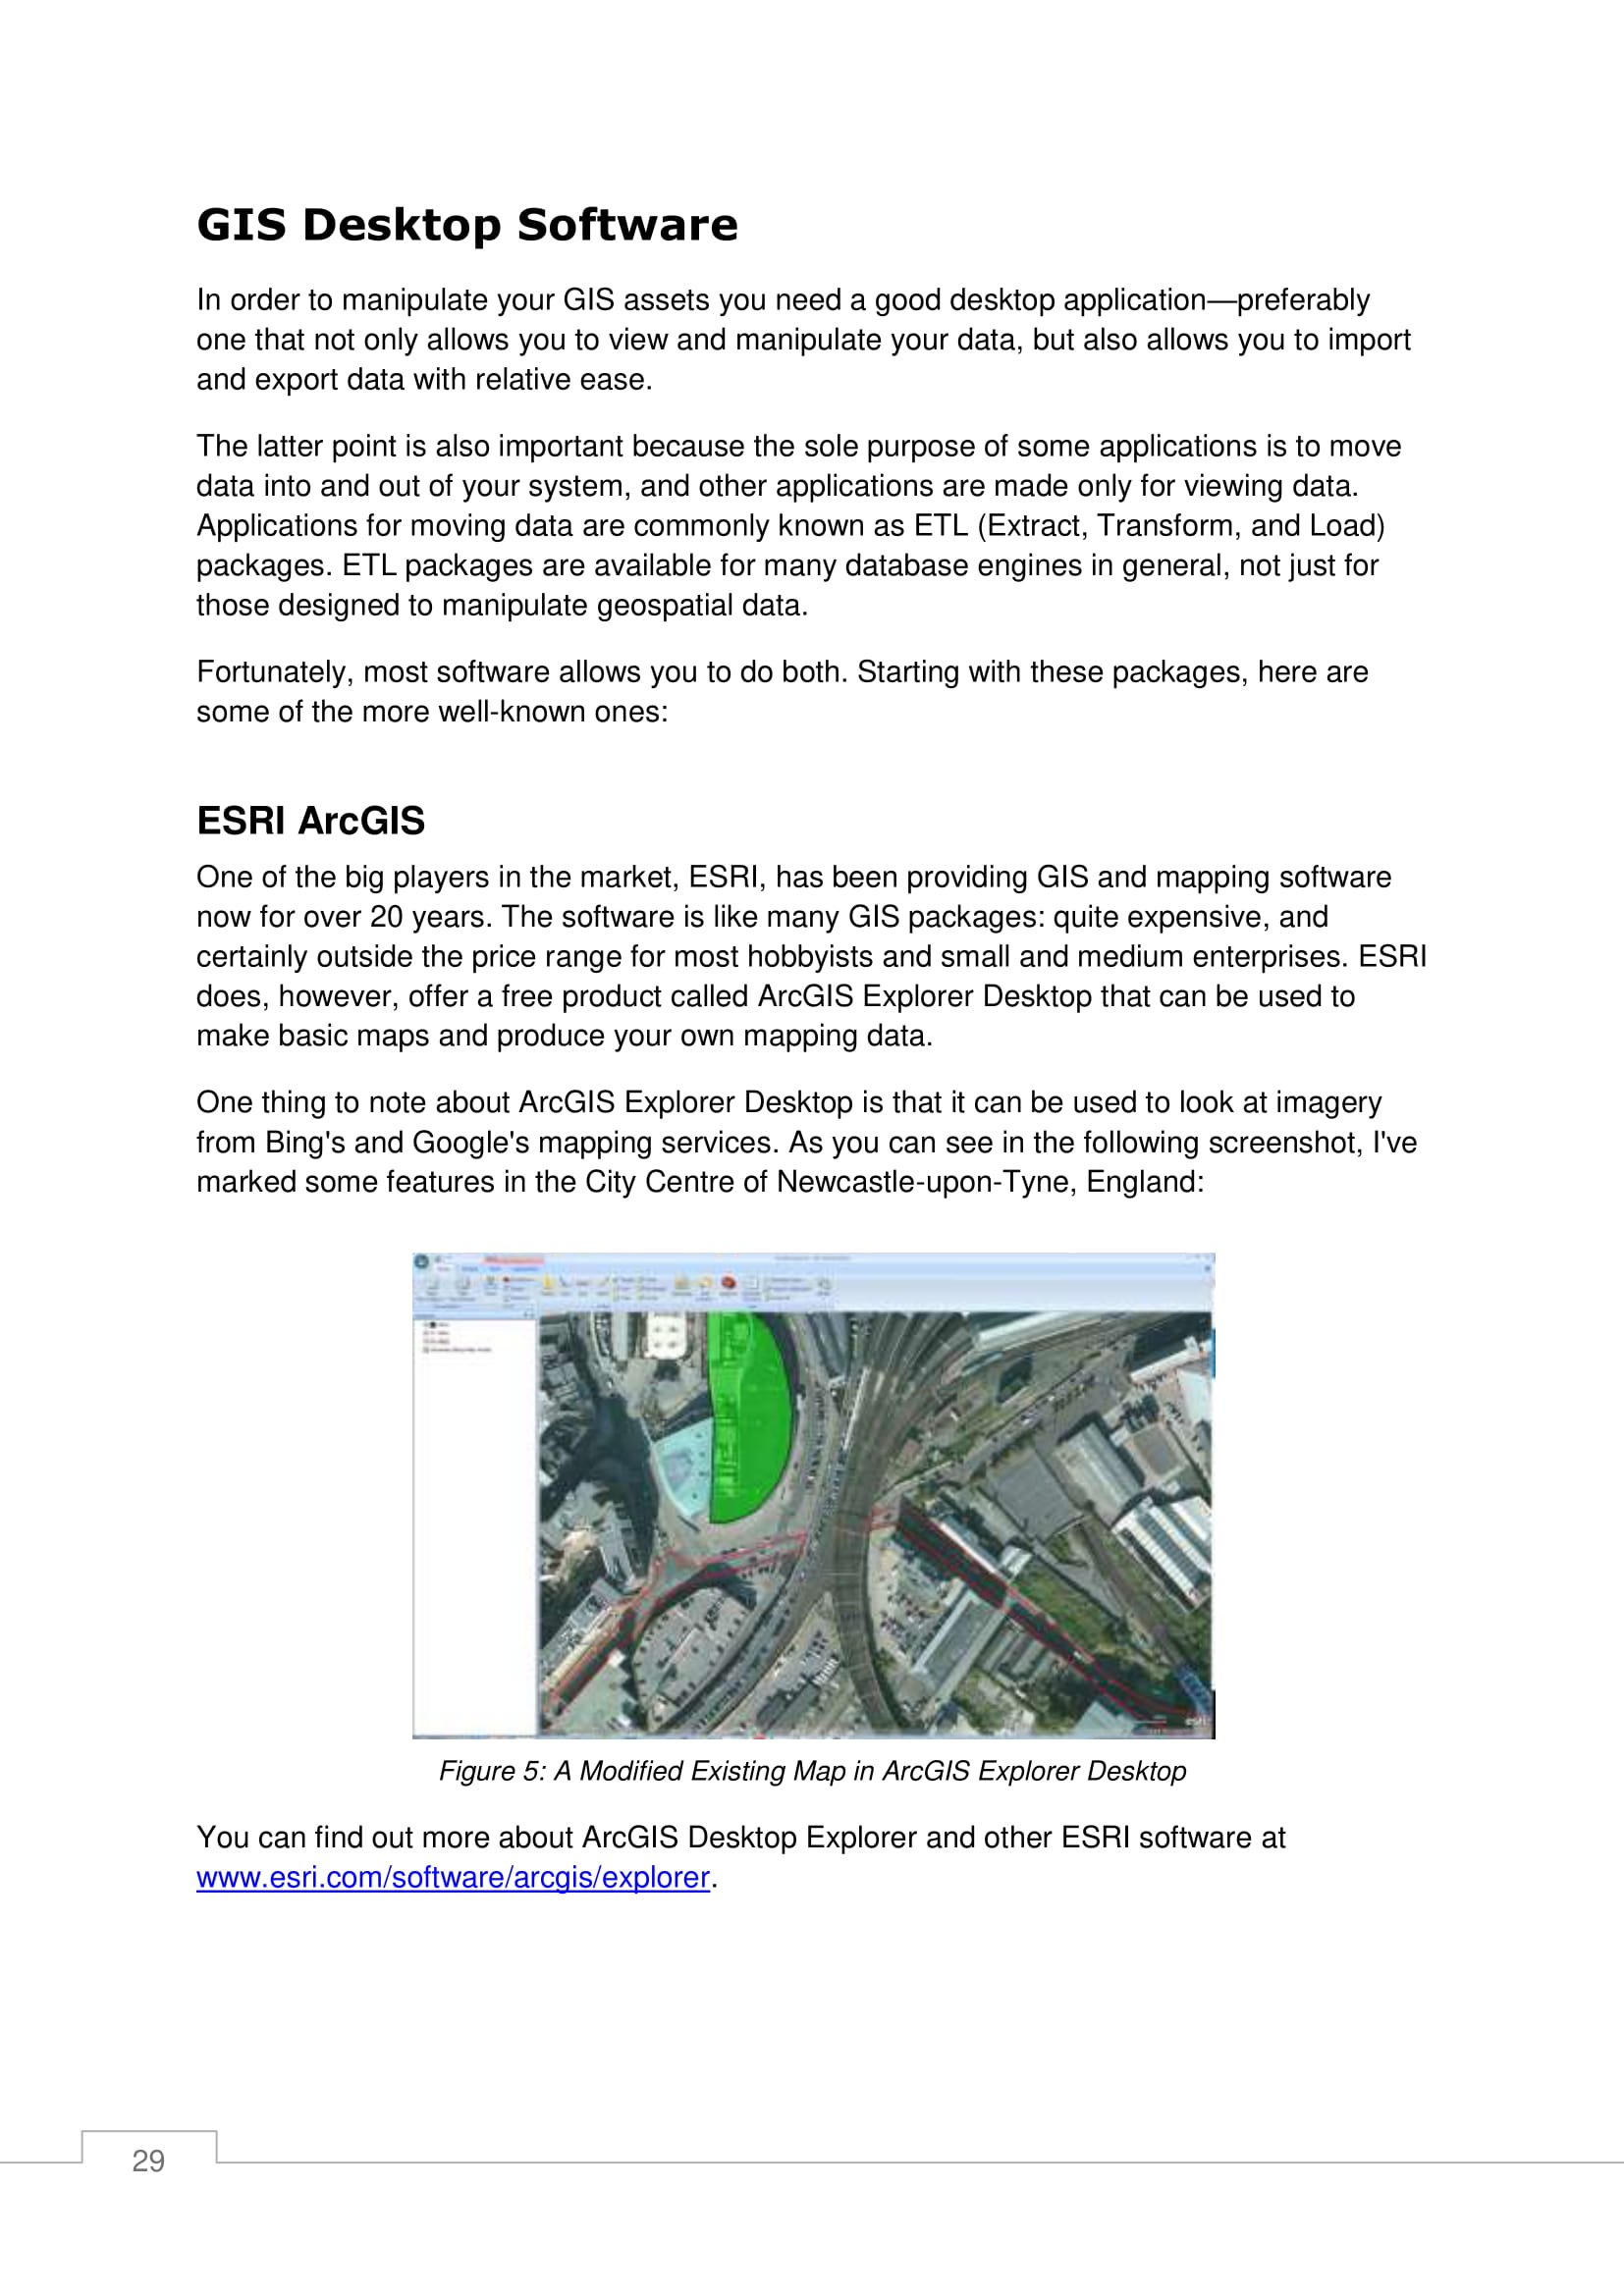 GIS Desktop Software
In order to manipulate your GIS assets you need a good desktop application—preferably
one that not only allows you to view and manipulate your data, but also allows you to import
and export data with relative ease.
The latter point is also important because the sole purpose of some applications is to move
data into and out of your system, and other applications are made only for viewing data.
Applications for moving data are commonly known as ETL (Extract, Transform, and Load)
packages. ETL packages are available for many database engines in general, not just for
those designed to manipulate geospatial data.
Fortunately, most software allows you to do both. Starting with these packages, here are
some of the more well-known ones:
ESRI ArcGIS
One of the big players in the market, ESRI, has been providing GIS and mapping software
now for over 20 years. The software is like many GIS packages: quite expensive, and
certainly outside the price range for most hobbyists and small and medium enterprises. ESRI
does, however, offer a free product called ArcGIS Explorer Desktop that can be used to
make basic maps and produce your own mapping data.
One thing to note about ArcGIS Explorer Desktop is that it can be used to look at imagery
from Bing's and Google's mapping services. As you can see in the following screenshot, I've
marked some features in the City Centre of Newcastle-upon-Tyne, England:
esri
Figure 5: A Modified Existing Map in ArcGIS Explorer Desktop
You can find out more about ArcGIS Desktop Explorer and other ESRI software at
www.esri.com/software/arcgis/explorer.
29